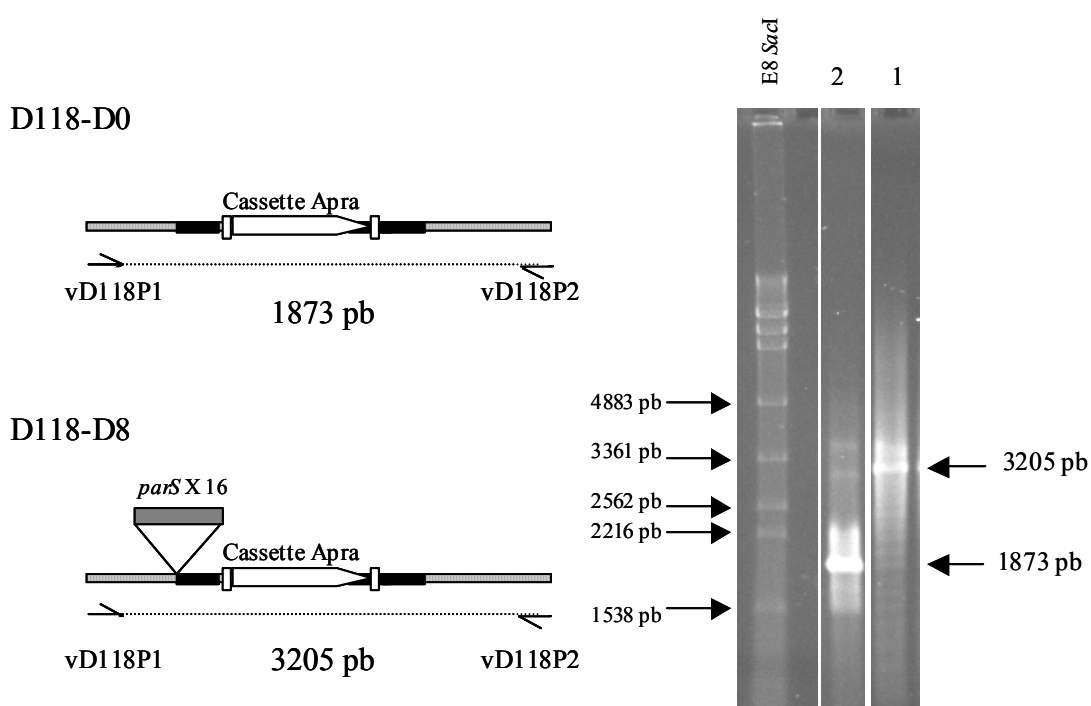 D118-D0
Cassette Apra
vD118P1
vD118P2
1873 pb
D118-D8
parS X 16
Cassette Apra
vD118P1
vD118P2
3205 pb
E8 SacI
2
1
4883 pb
3361 pb
2562 pb
2216 pb
1538 pb
3205 pb
1873 pb